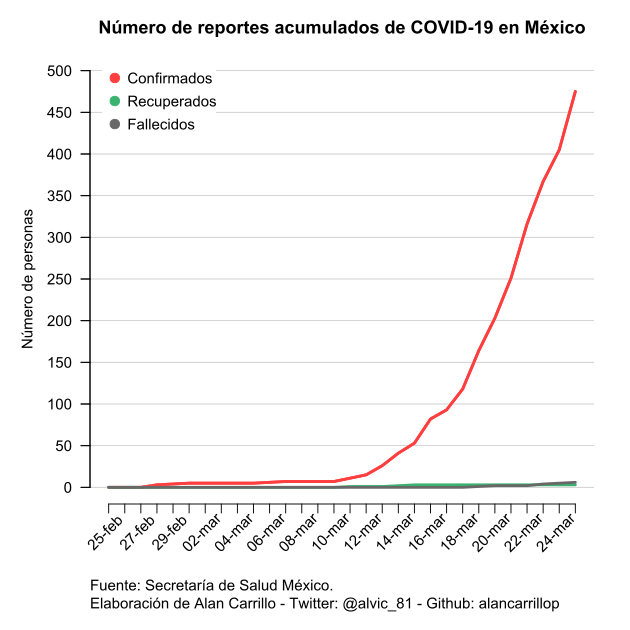 Número de reportes acumulados de COVID-19 en México
500
450
400
350
300
250
200
150
100
50
0
Número de personas
Confirmados
Recuperados
Fallecidos
25-feb
27-feb
29-feb
02-mar
04-mar
06-mar
08-mar
10-mar
12-mar
14-mar
16-mar
18-mar
20-mar
22-mar
24-mar
Fuente: Secretaría de Salud México.
Elaboración de Alan Carrillo - Twitter: @alvic_81 - Github: alancarrillop